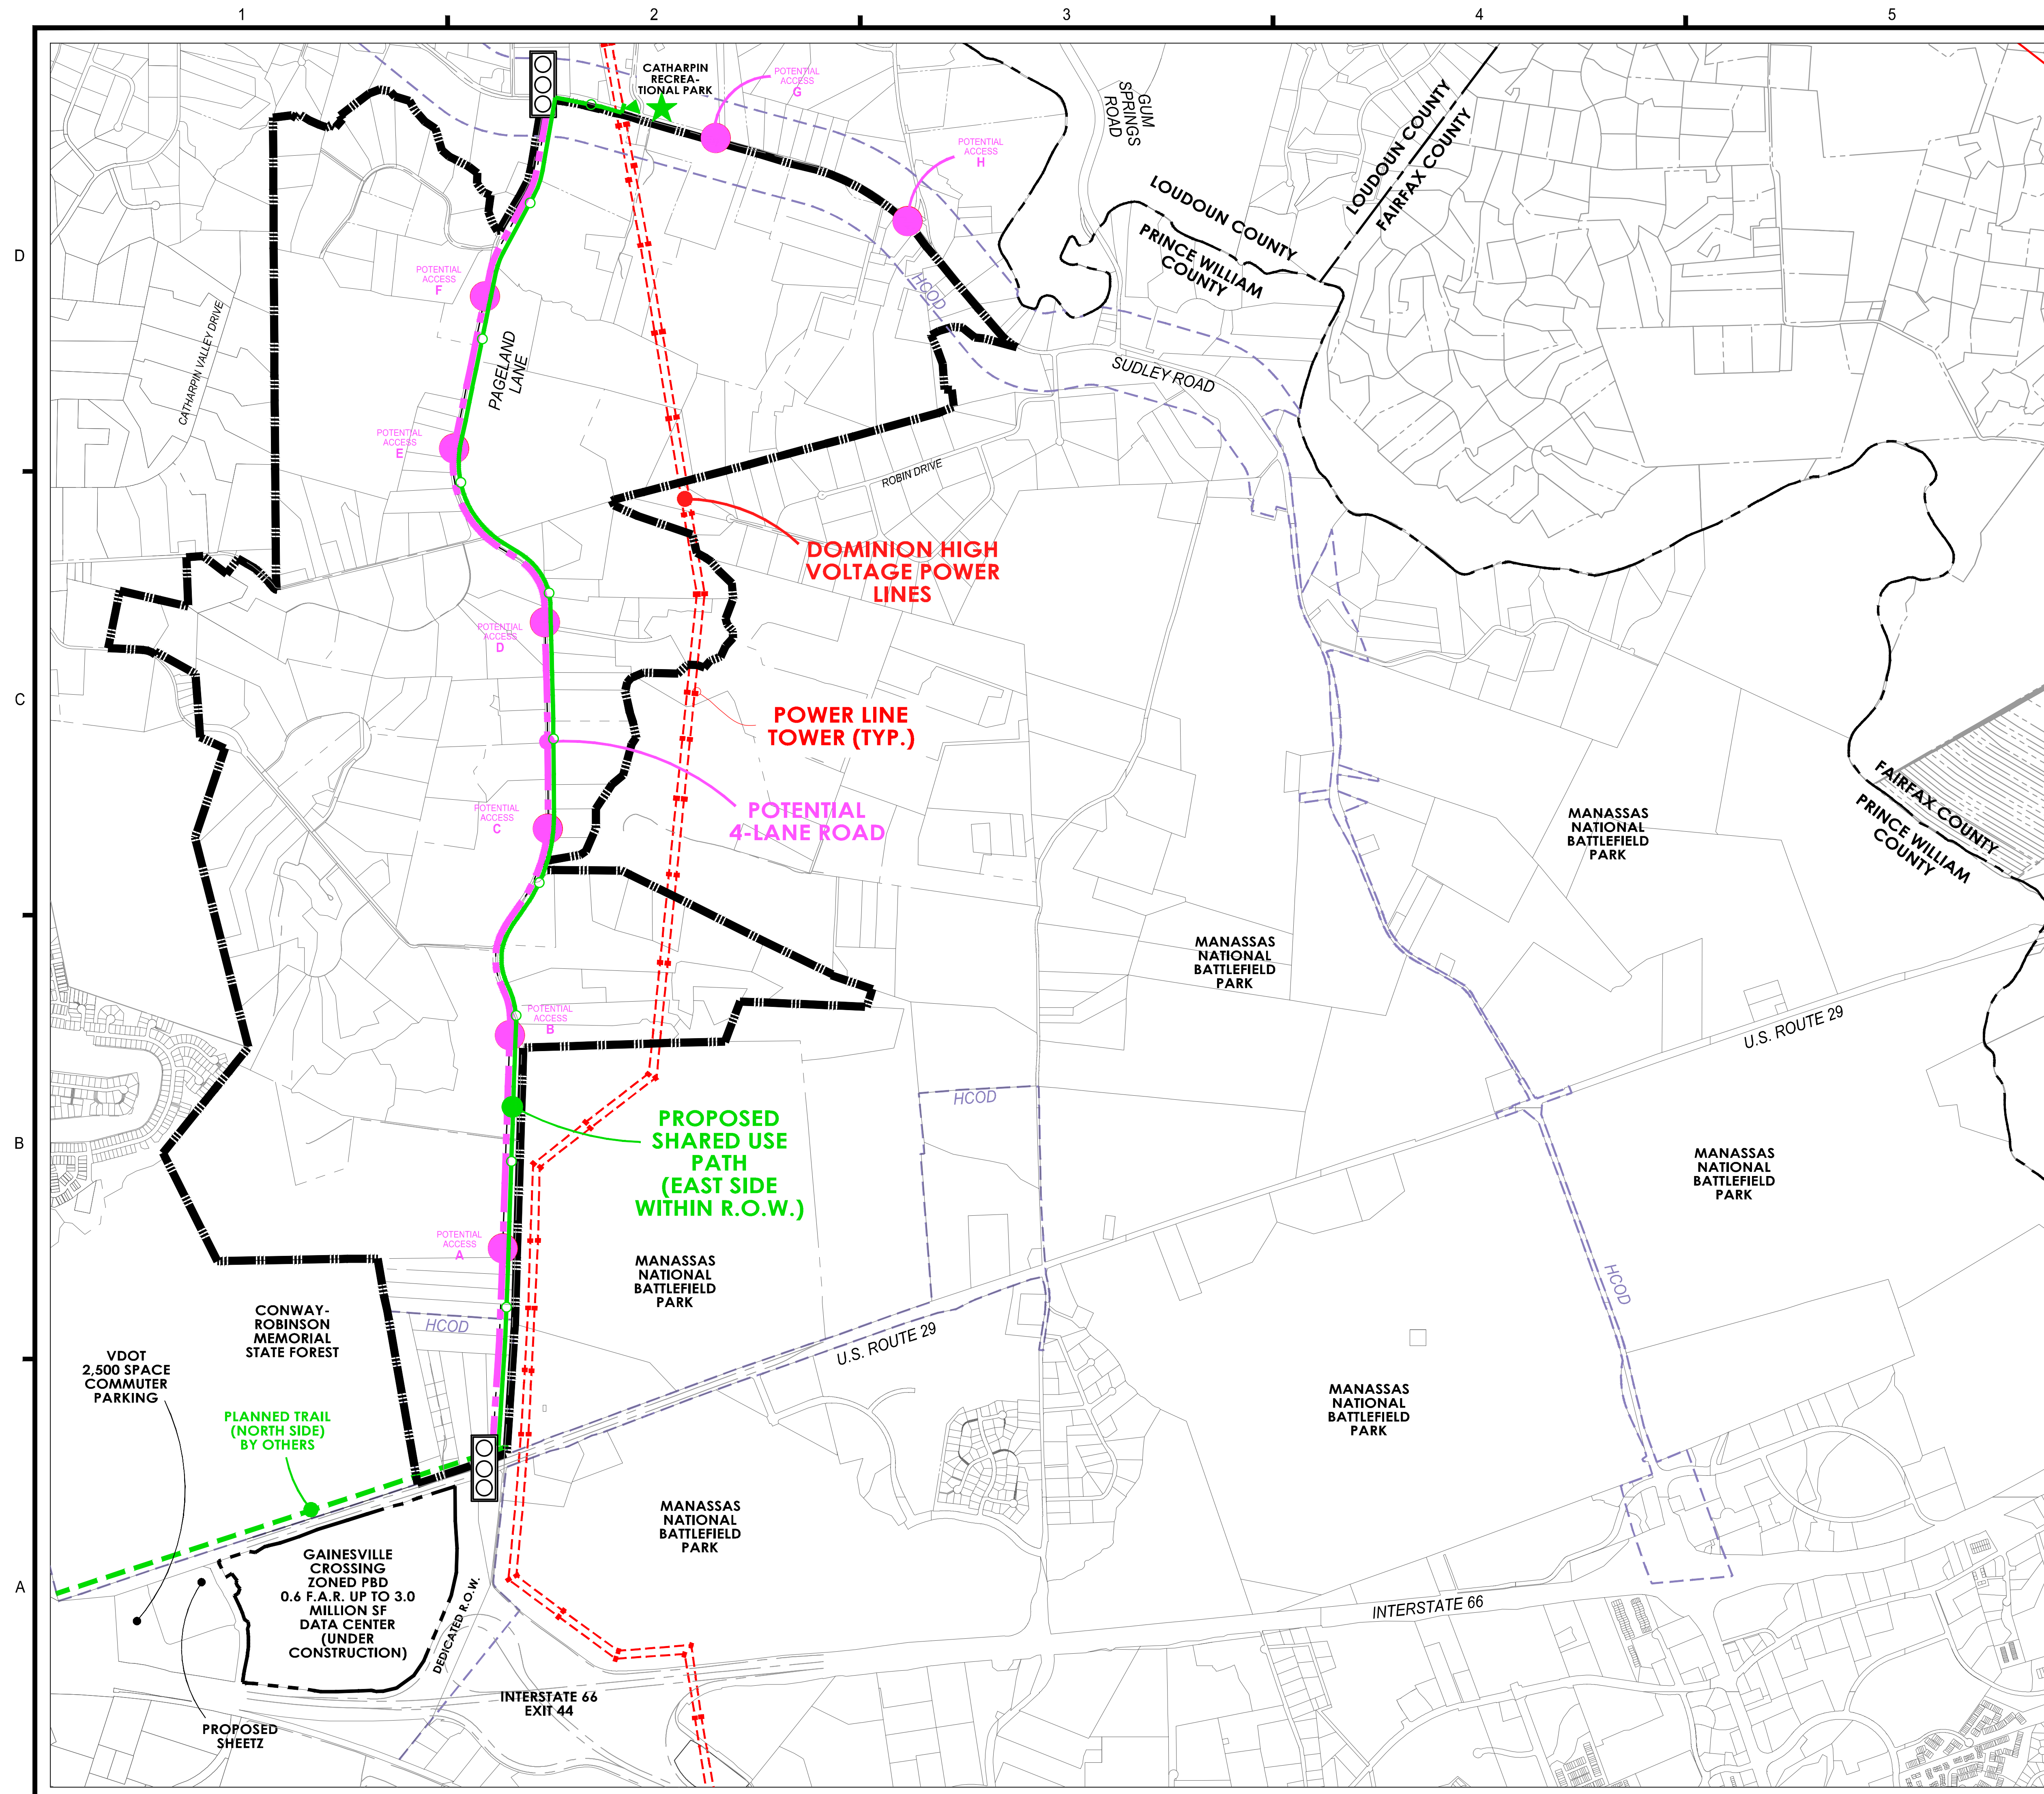 1
2
3
4
5
D
C
B
A
CATHARPIN
RECREA-
TIONAL PARK
POTENTIAL
ACCESS
G
POTENTIAL
ACCESS
H
GUM
SPRINGS
ROAD
LOUDOUN COUNTY
FAIRFAX COUNTY
LOUDOUN COUNTY
PRINCE WILLIAM
COUNTY
HCOD
POTENTIAL
ACCESS
F
CATHARPIN VALLEY DRIVE
PAGELAND
LANE
SUDLEY ROAD
POTENTIAL
ACCESS
E
ROBIN DRIVE
DOMINION HIGH
VOLTAGE POWER
LINES
POTENTIAL
ACCESS
D
POWER LINE
TOWER (TYP.)
POTENTIAL
4-LANE ROAD
POTENTIAL
ACCESS
C
MANASSAS
NATIONAL
BATTLEFIELD
PARK
FAIRFAX COUNTY
PRINCE WILLIAM
COUNTY
MANASSAS
NATIONAL
BATTLEFIELD
PARK
POTENTIAL
ACCESS
B
U.S. ROUTE 29
HCOD
PROPOSED
SHARED USE
PATH
(EAST SIDE
WITHIN R.O.W.)
MANASSAS
NATIONAL
BATTLEFIELD
PARK
POTENTIAL
ACCESS
A
MANASSAS
NATIONAL
BATTLEFIELD
PARK
HCOD
CONWAY-
ROBINSON
MEMORIAL
STATE FOREST
HCOD
U.S. ROUTE 29
VDOT
2,500 SPACE
COMMUTER
PARKING
PLANNED TRAIL
(NORTH SIDE)
BY OTHERS
MANASSAS
NATIONAL
BATTLEFIELD
PARK
MANASSAS
NATIONAL
BATTLEFIELD
PARK
GAINESVILLE
CROSSING
ZONED PBD
0.6 F.A.R. UP TO 3.0
MILLION SF
DATA CENTER
(UNDER
CONSTRUCTION)
DEDICATED R.O.W.
INTERSTATE 66
INTERSTATE 66
EXIT 44
PROPOSED
SHEETZ